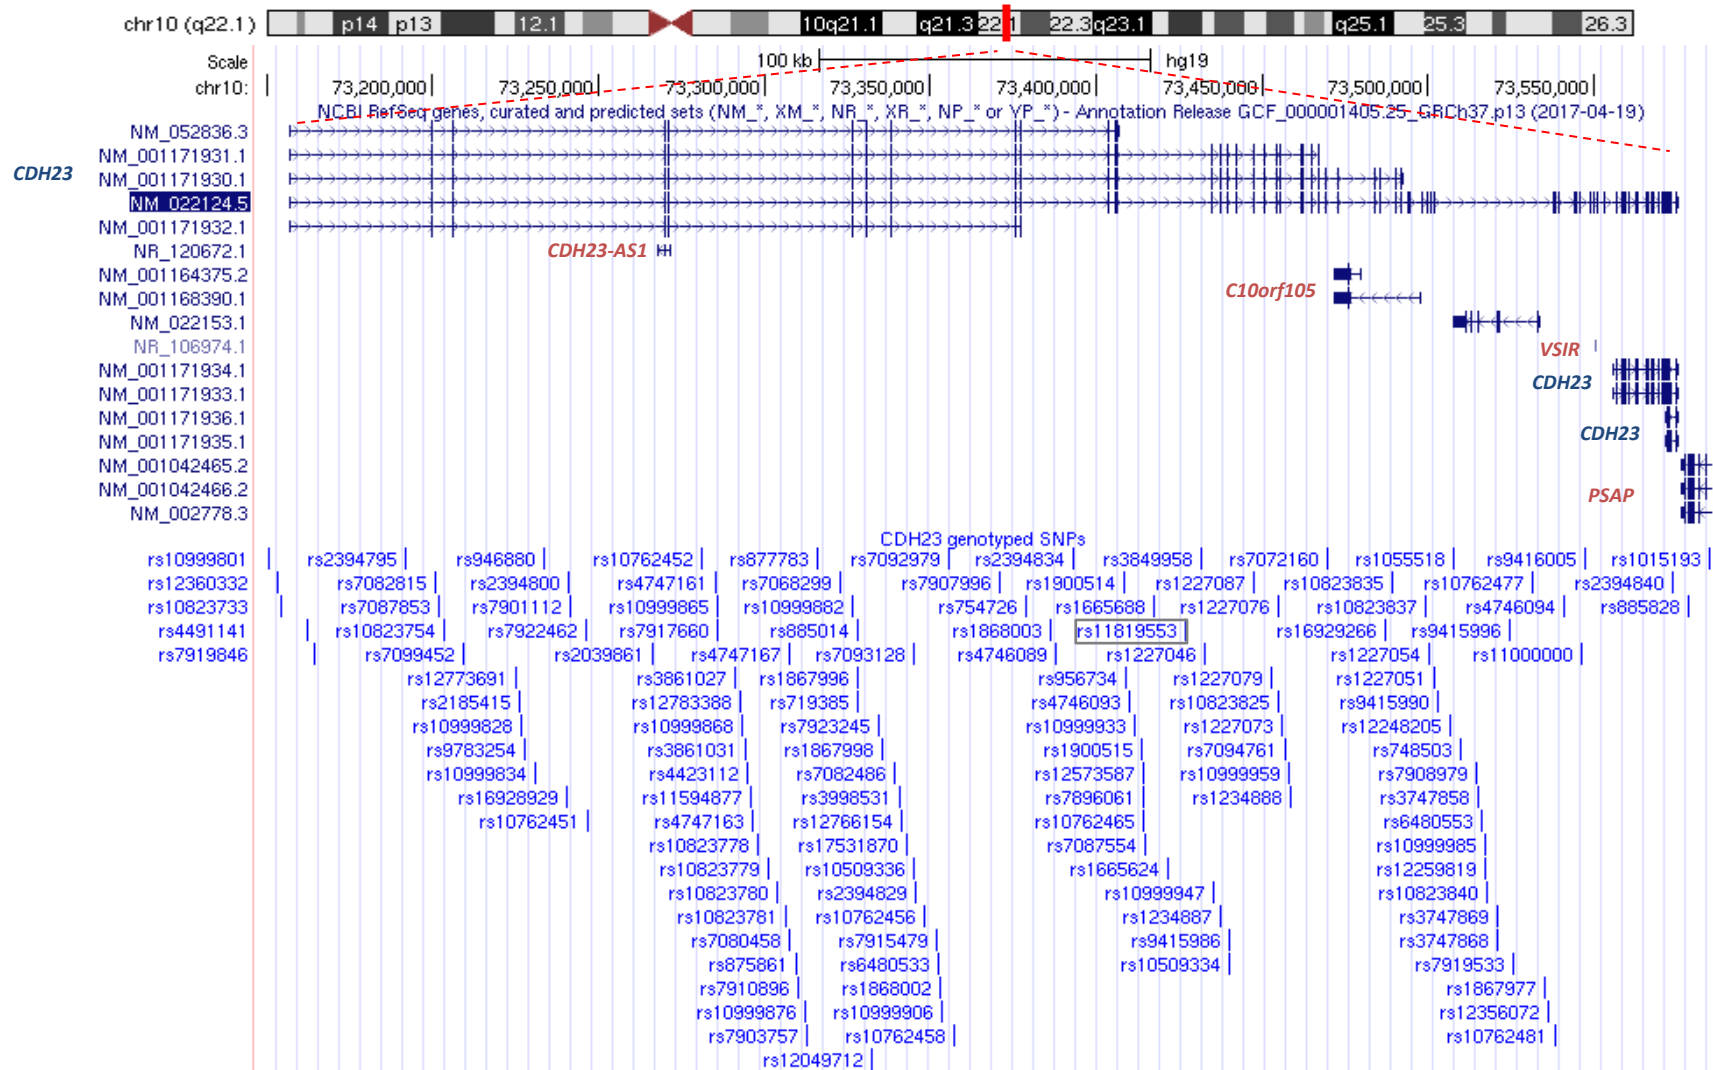 chr10 (q22.1) p14 p13 12.1 10q21.1 q21.3 22.1 22.3 q23.1 q25.1 25.3 26.3
Scale 100 kb hg19
chr10: 73,200,000 73,250,000 73,300,000 73,350,000 73,400,000 73,450,000 73,500,000 73,550,000
NCBI RefSeq genes, curated and predicted sets (NM_*, XM_*, NR_*, XR_*, NP_* or YP_*) - Annotation Release GCF_000001405.25_GRCh37.p13 (2017-04-19)
NM_052836.3
NM_001171931.1
CDH23 NM_001171930.1
NM_022124.5
NM_001171932.1
NR_120672.1 CDH23-AS1
NM_001164375.2
NM_001168390.1 C10orf105
NM_022153.1
NR_106974.1 VSIR
NM_001171934.1
NM_001171933.1 CDH23
NM_001171936.1
NM_001171935.1 CDH23
NM_001042465.2
NM_001042466.2 PSAP
NM_002778.3
CDH23 genotyped SNPs
rs10999801 rs2394795 rs946880 rs10762452 rs877783 rs7092979 rs2394834 rs3849958 rs7072160 rs1055518 rs9416005 rs1015193
rs12360332 rs7082815 rs2394800 rs4747161 rs7068299 rs7907996 rs1900514 rs1227087 rs10823835 rs10762477 rs2394840
rs10823733 rs7087853 rs7901112 rs10999865 rs10999882 rs754726 rs1665688 rs1227076 rs10823837 rs4746094 rs885828
rs4491141 rs10823754 rs7922462 rs7917660 rs885014 rs1868003 rs11819553 rs16929266 rs9415996
rs7919846 rs7099452 rs2039861 rs4747167 rs7093128 rs4746089 rs1227046 rs1227054 rs11000000
rs12773691 rs3861027 rs1867996 rs956734 rs1227079 rs1227051
rs2185415 rs12783388 rs719385 rs4746093 rs10823825 rs9415990
rs10999828 rs10999868 rs7923245 rs10999933 rs1227073 rs12248205
rs9783254 rs3861031 rs1867998 rs1900515 rs7094761 rs748503
rs10999834 rs4423112 rs7082486 rs12573587 rs10999959 rs7908979
rs16928929 rs11594877 rs3998531 rs7896061 rs1234888 rs3747858
rs10762451 rs4747163 rs12766154 rs10762465 rs6480553
rs10823778 rs17531870 rs7087554 rs10999985
rs10823779 rs10509336 rs1665624 rs12259819
rs10823780 rs2394829 rs10999947 rs10823840
rs10823781 rs10762456 rs1234887 rs3747869
rs7080458 rs7915479 rs9415986 rs3747868
rs875861 rs6480533 rs10509334 rs7919533
rs7910896 rs1868002 rs1867977
rs10999876 rs10999906 rs12356072
rs7903757 rs10762458 rs10762481
rs12049712